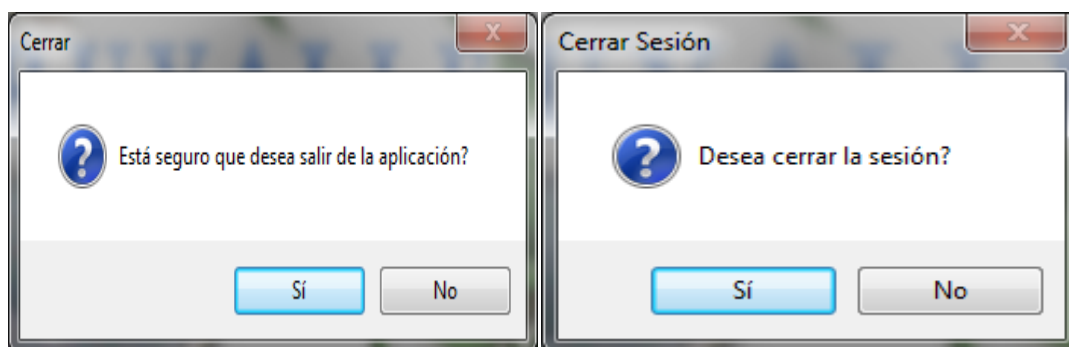 Cerrar
Está seguro que desea salir de la aplicación?
Sí No
Cerrar Sesión
Desea cerrar la sesión?
Sí No